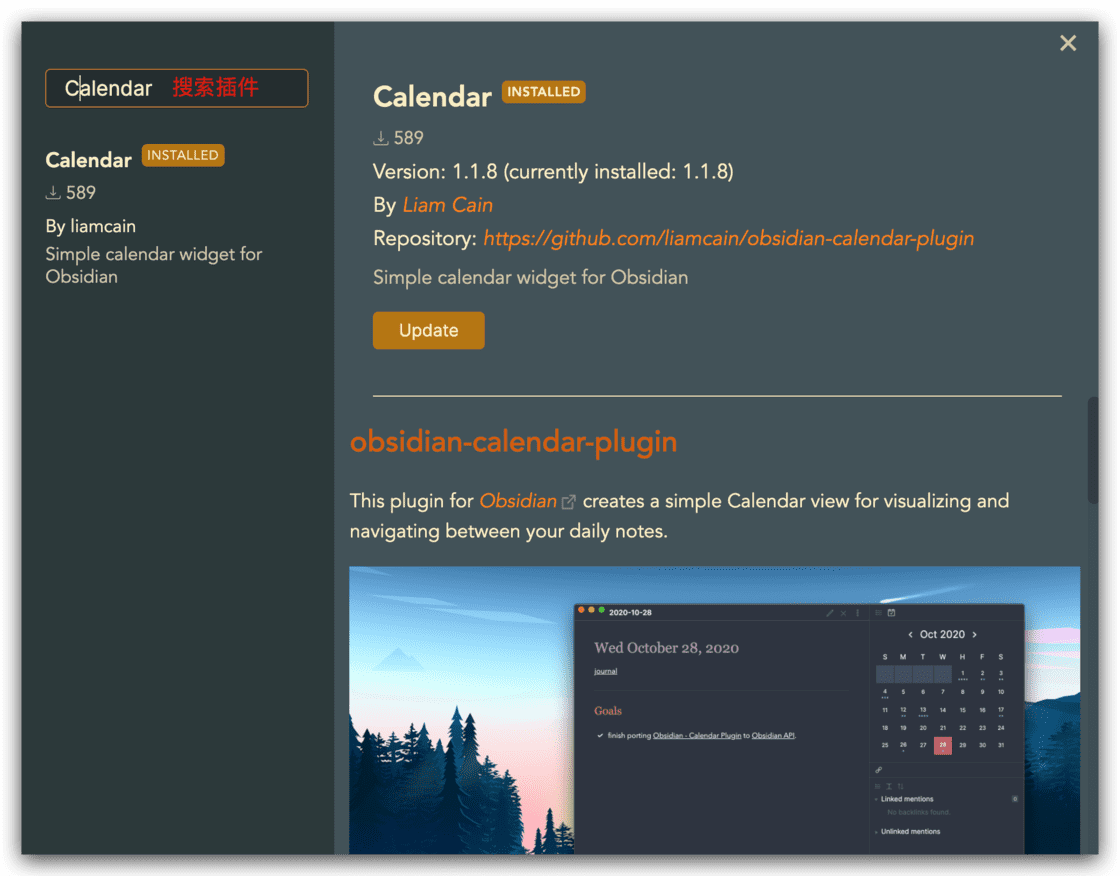 Calendar 搜索插件
Calendar INSTALLED
589
By liamcain
Simple calendar widget for
Obsidian
Calendar INSTALLED
589
Version: 1.1.8 (currently installed: 1.1.8)
By Liam Cain
Repository: https://github.com/liamcain/obsidian-calendar-plugin
Simple calendar widget for Obsidian
Update
obsidian-calendar-plugin
This plugin for Obsidian creates a simple Calendar view for visualizing and
navigating between your daily notes.
2020-10-28
Wed October 28, 2020
journal
Goals
finish porting Obsidian - Calendar Plugin to Obsidian API.
Oct 2020
S M T W H F S
1 2 3
4 5 6 7 8 9 10
11 12 13 14 15 16 17
18 19 20 21 22 23 24
25 26 27 28 29 30 31
Linked mentions
No backlinks found.
Unlinked mentions